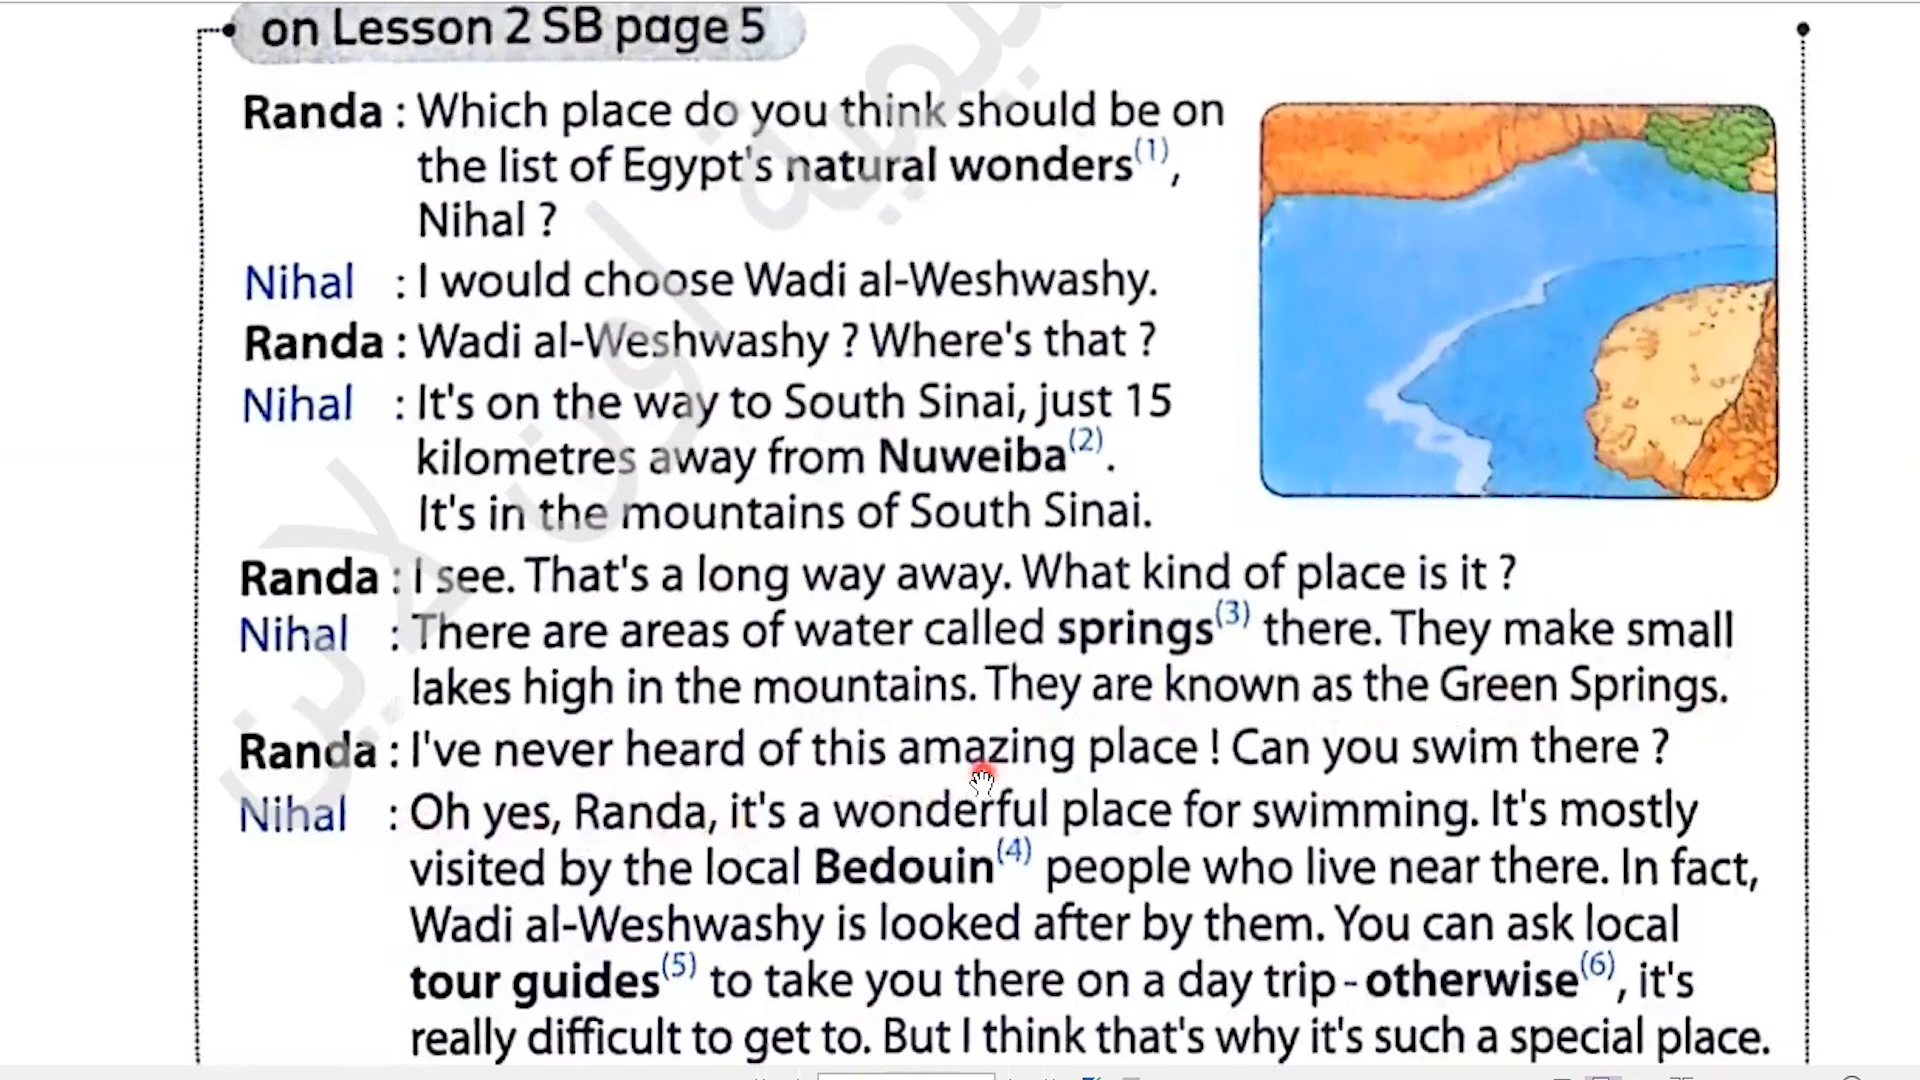 on Lesson 2 SB page 5
Randa : Which place do you think should be on
the list of Egypt's natural wonders(1),
Nihal ?
Nihal : I would choose Wadi al-Weshwashy.
Randa : Wadi al-Weshwashy ? Where's that ?
Nihal : It's on the way to South Sinai, just 15
kilometres away from Nuweiba(2).
It's in the mountains of South Sinai.
Randa : I see. That's a long way away. What kind of place is it ?
Nihal : There are areas of water called springs(3) there. They make small
lakes high in the mountains. They are known as the Green Springs.
Randa : I've never heard of this amazing place ! Can you swim there ?
Nihal : Oh yes, Randa, it's a wonderful place for swimming. It's mostly
visited by the local Bedouin(4) people who live near there. In fact,
Wadi al-Weshwashy is looked after by them. You can ask local
tour guides(5) to take you there on a day trip - otherwise(6), it's
really difficult to get to. But I think that's why it's such a special place.
اون لاين